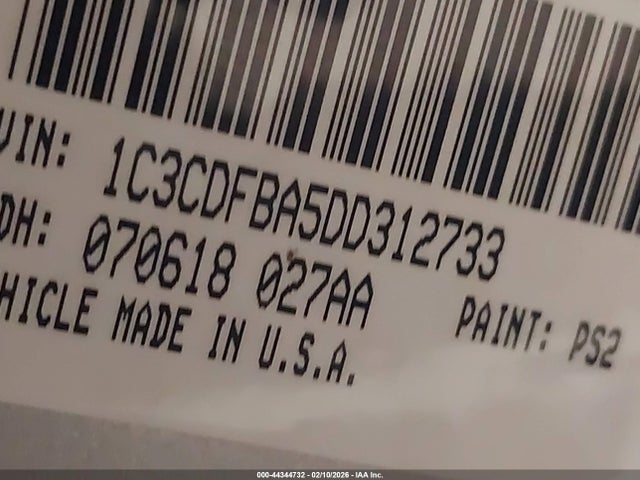 VIN: 1C3CDFBA5DD312733
DH: 070618 027AA PAINT: PS2
HICLE MADE IN U.S.A.
000-44344732 - 02/10/2026 - IAA Inc.